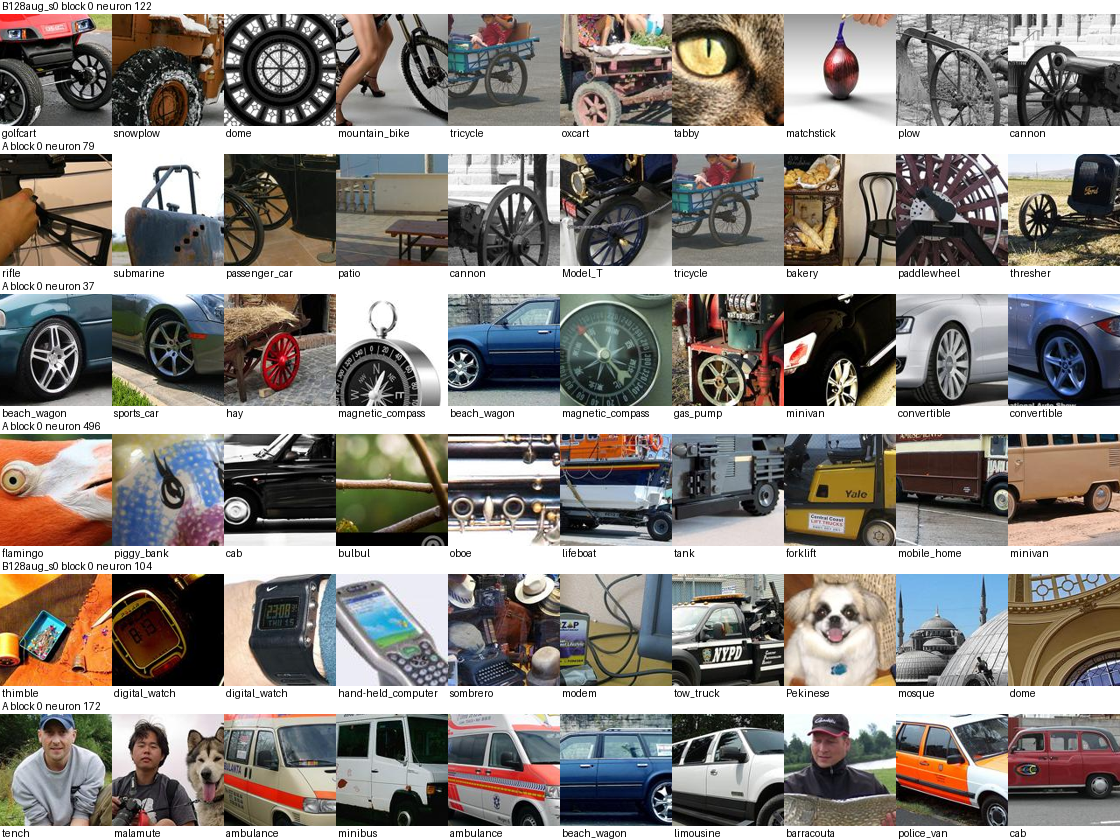 B128aug_s0 block 0 neuron 122
golfcart snowplow dome mountain_bike tricycle oxcart tabby matchstick plow cannon
A block 0 neuron 79
Ford
rifle submarine passenger_car patio cannon Model_T tricycle bakery paddlewheel thresher
A block 0 neuron 37
beach_wagon sports_car hay magnetic_compass beach_wagon magnetic_compass gas_pump minivan convertible convertible
A block 0 neuron 496
Yale
flamingo piggy_bank cab bulbul oboe lifeboat tank forklift mobile_home minivan
B128aug_s0 block 0 neuron 104
ZAP
NYPD
thimble digital_watch digital_watch hand-held_computer sombrero modem tow_truck Pekinese mosque dome
A block 0 neuron 172
tench malamute ambulance minibus ambulance beach_wagon limousine barracouta police_van cab